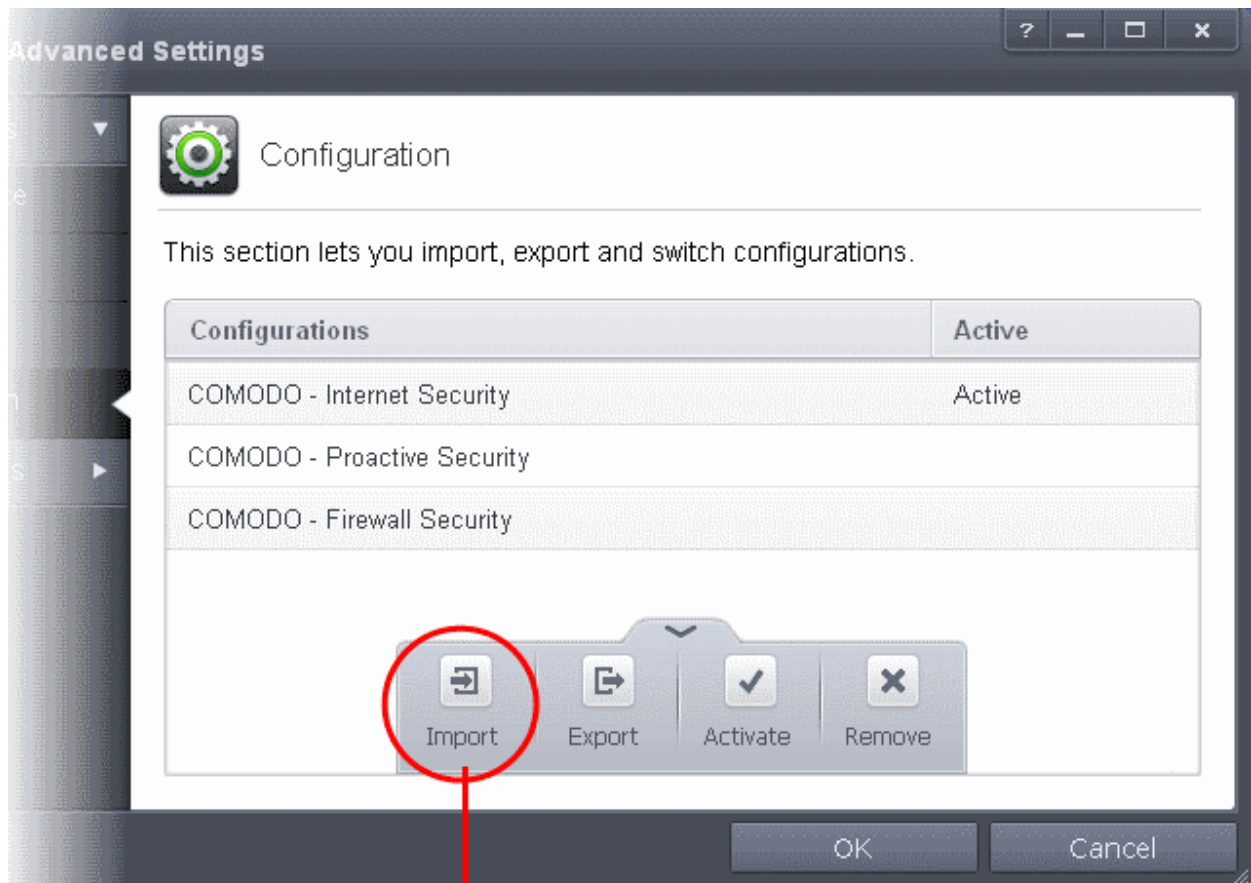 Advanced Settings
?
Configuration
This section lets you import, export and switch configurations.
Configurations Active
COMODO - Internet Security Active
COMODO - Proactive Security
COMODO - Firewall Security
Import Export Activate Remove
OK Cancel